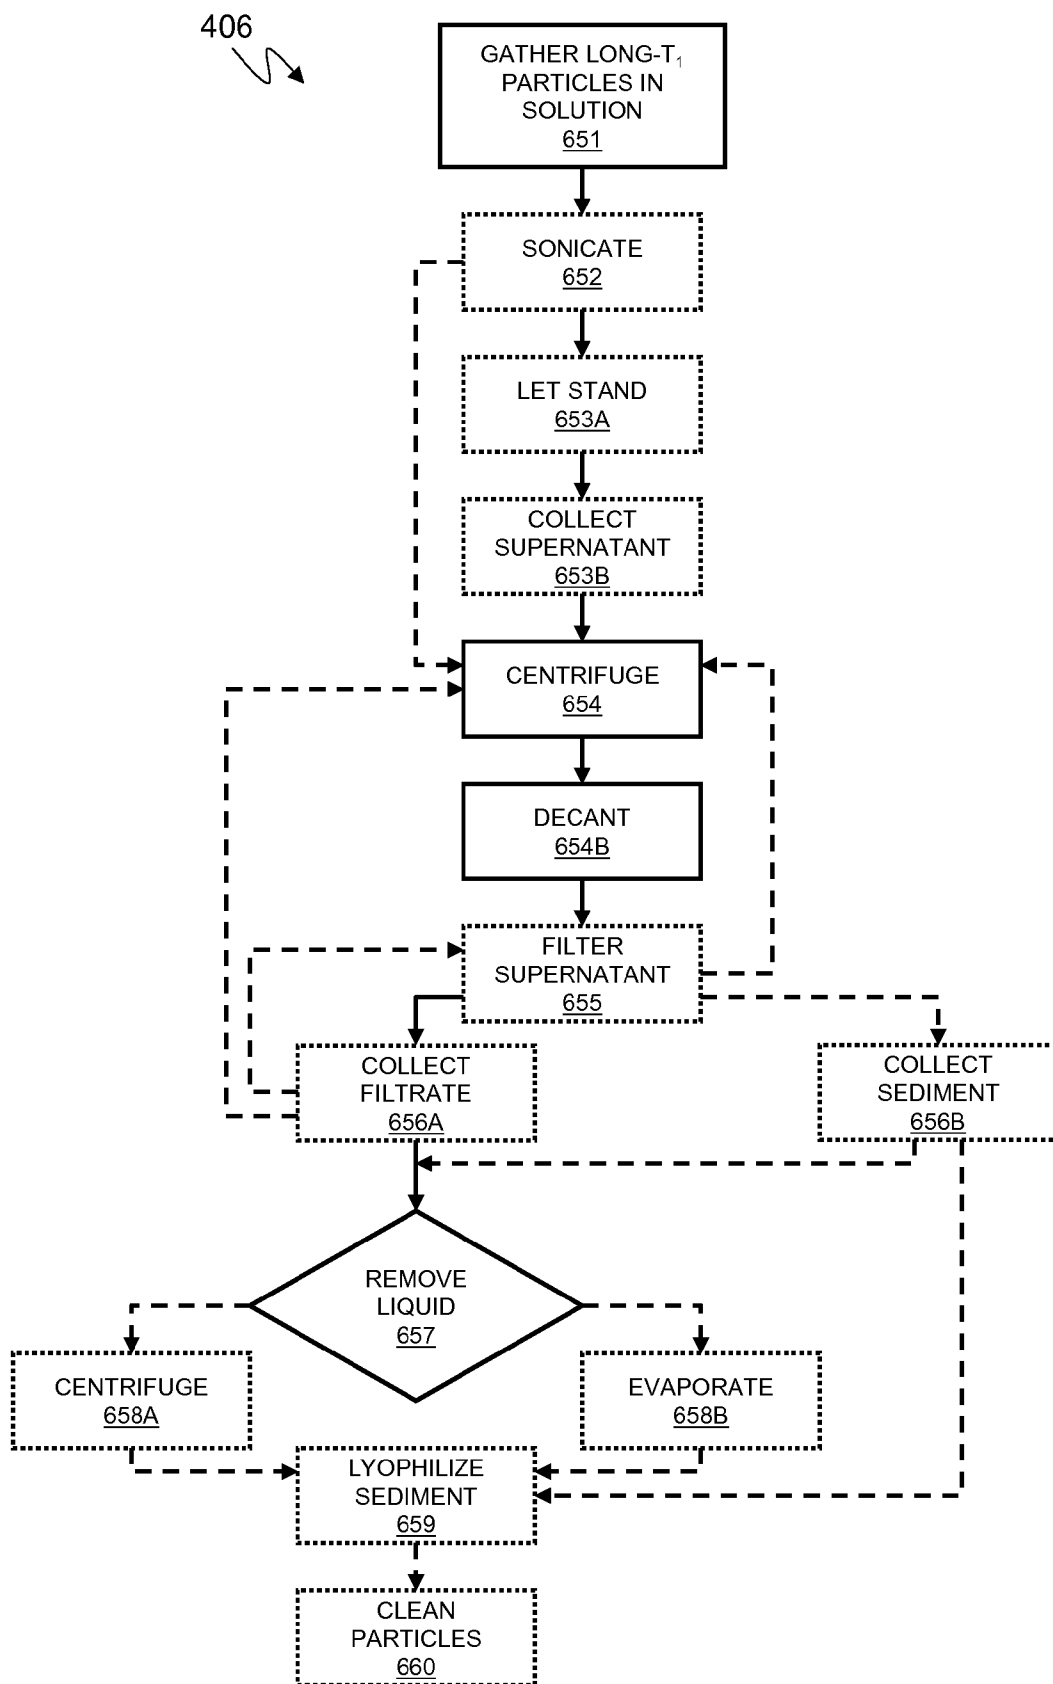 406
GATHER LONG-T₁
PARTICLES IN
SOLUTION
651
SONICATE
652
LET STAND
653A
COLLECT
SUPERNATANT
653B
CENTRIFUGE
654
DECANT
654B
FILTER
SUPERNATANT
655
COLLECT
FILTRATE
656A
COLLECT
SEDIMENT
656B
REMOVE
LIQUID
657
CENTRIFUGE
658A
EVAPORATE
658B
LYOPHILIZE
SEDIMENT
659
CLEAN
PARTICLES
660